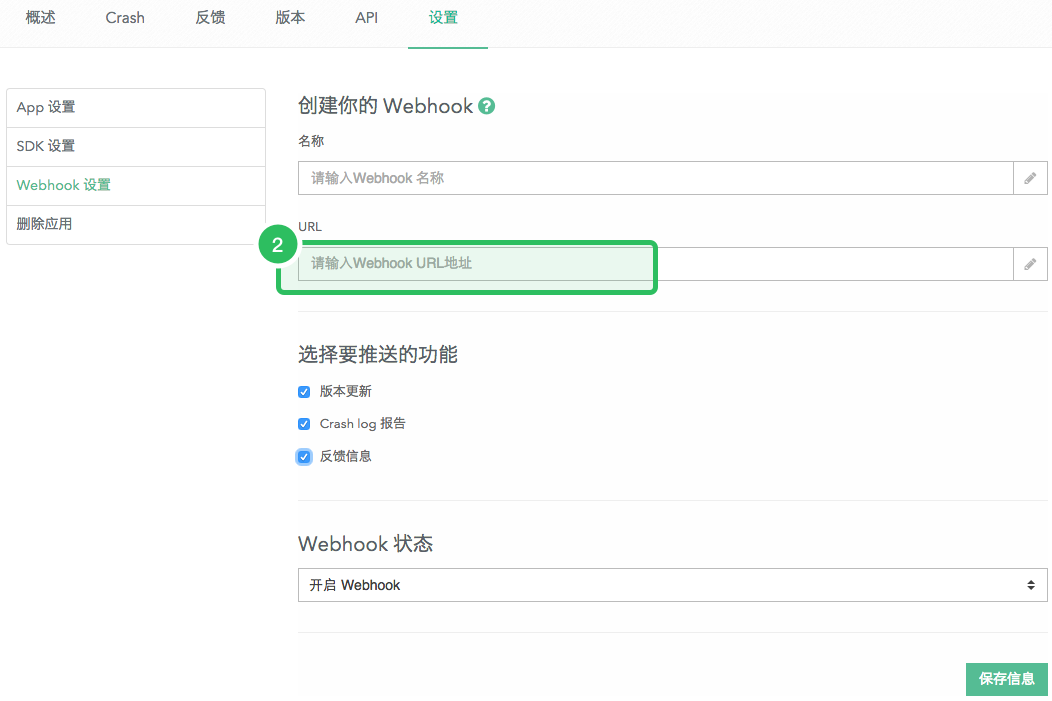 概述 Crash 反馈 版本 API 设置
App 设置
SDK 设置
Webhook 设置
删除应用
创建你的 Webhook ?
名称
请输入Webhook 名称
URL
2
请输入Webhook URL地址
选择要推送的功能
版本更新
Crash log 报告
反馈信息
Webhook 状态
开启 Webhook
保存信息